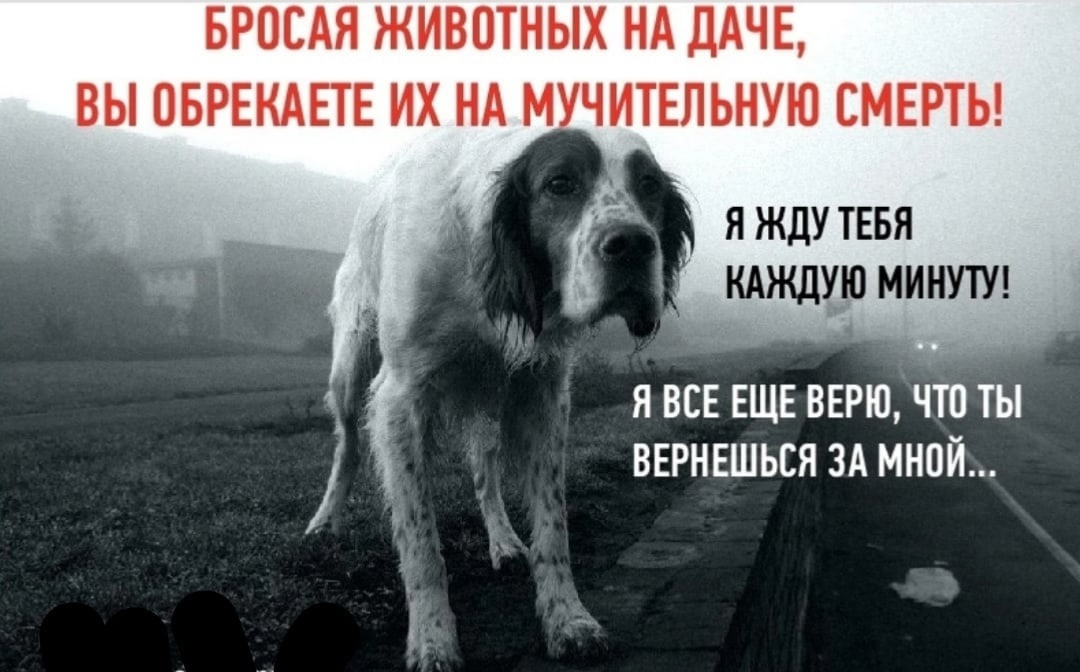 БРОСАЯ ЖИВОТНЫХ НА ДАЧЕ,
ВЫ ОБРЕКАЕТЕ ИХ НА МУЧИТЕЛЬНУЮ СМЕРТЬ!
Я ЖДУ ТЕБЯ
КАЖДУЮ МИНУТУ!
Я ВСЕ ЕЩЕ ВЕРЮ, ЧТО ТЫ
ВЕРНЕШЬСЯ ЗА МНОЙ...